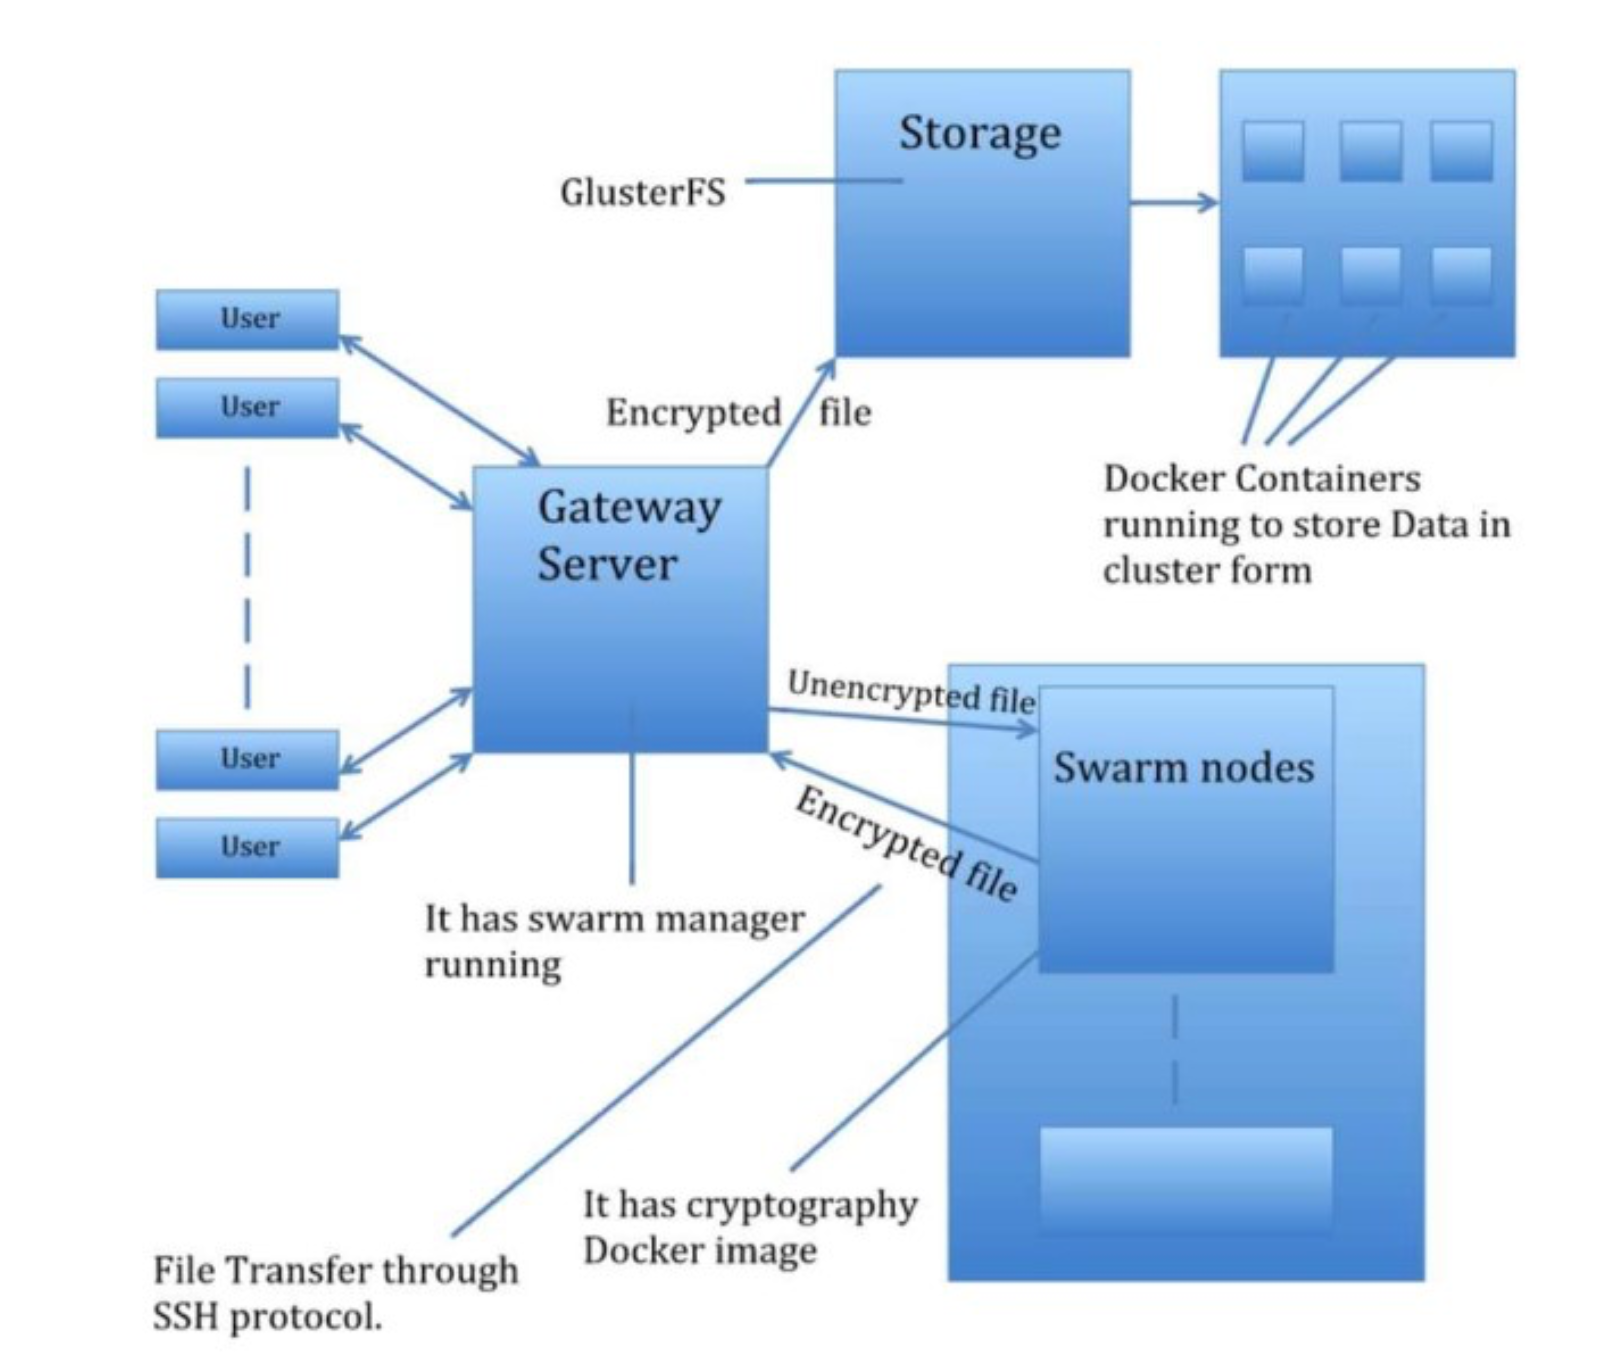 Storage
GlusterFS
User
User
Encrypted file
Gateway
Server
Docker Containers
running to store Data in
cluster form
Unencrypted file
User
Swarm nodes
Encrypted file
User
It has swarm manager
running
It has cryptography
Docker image
File Transfer through
SSH protocol.